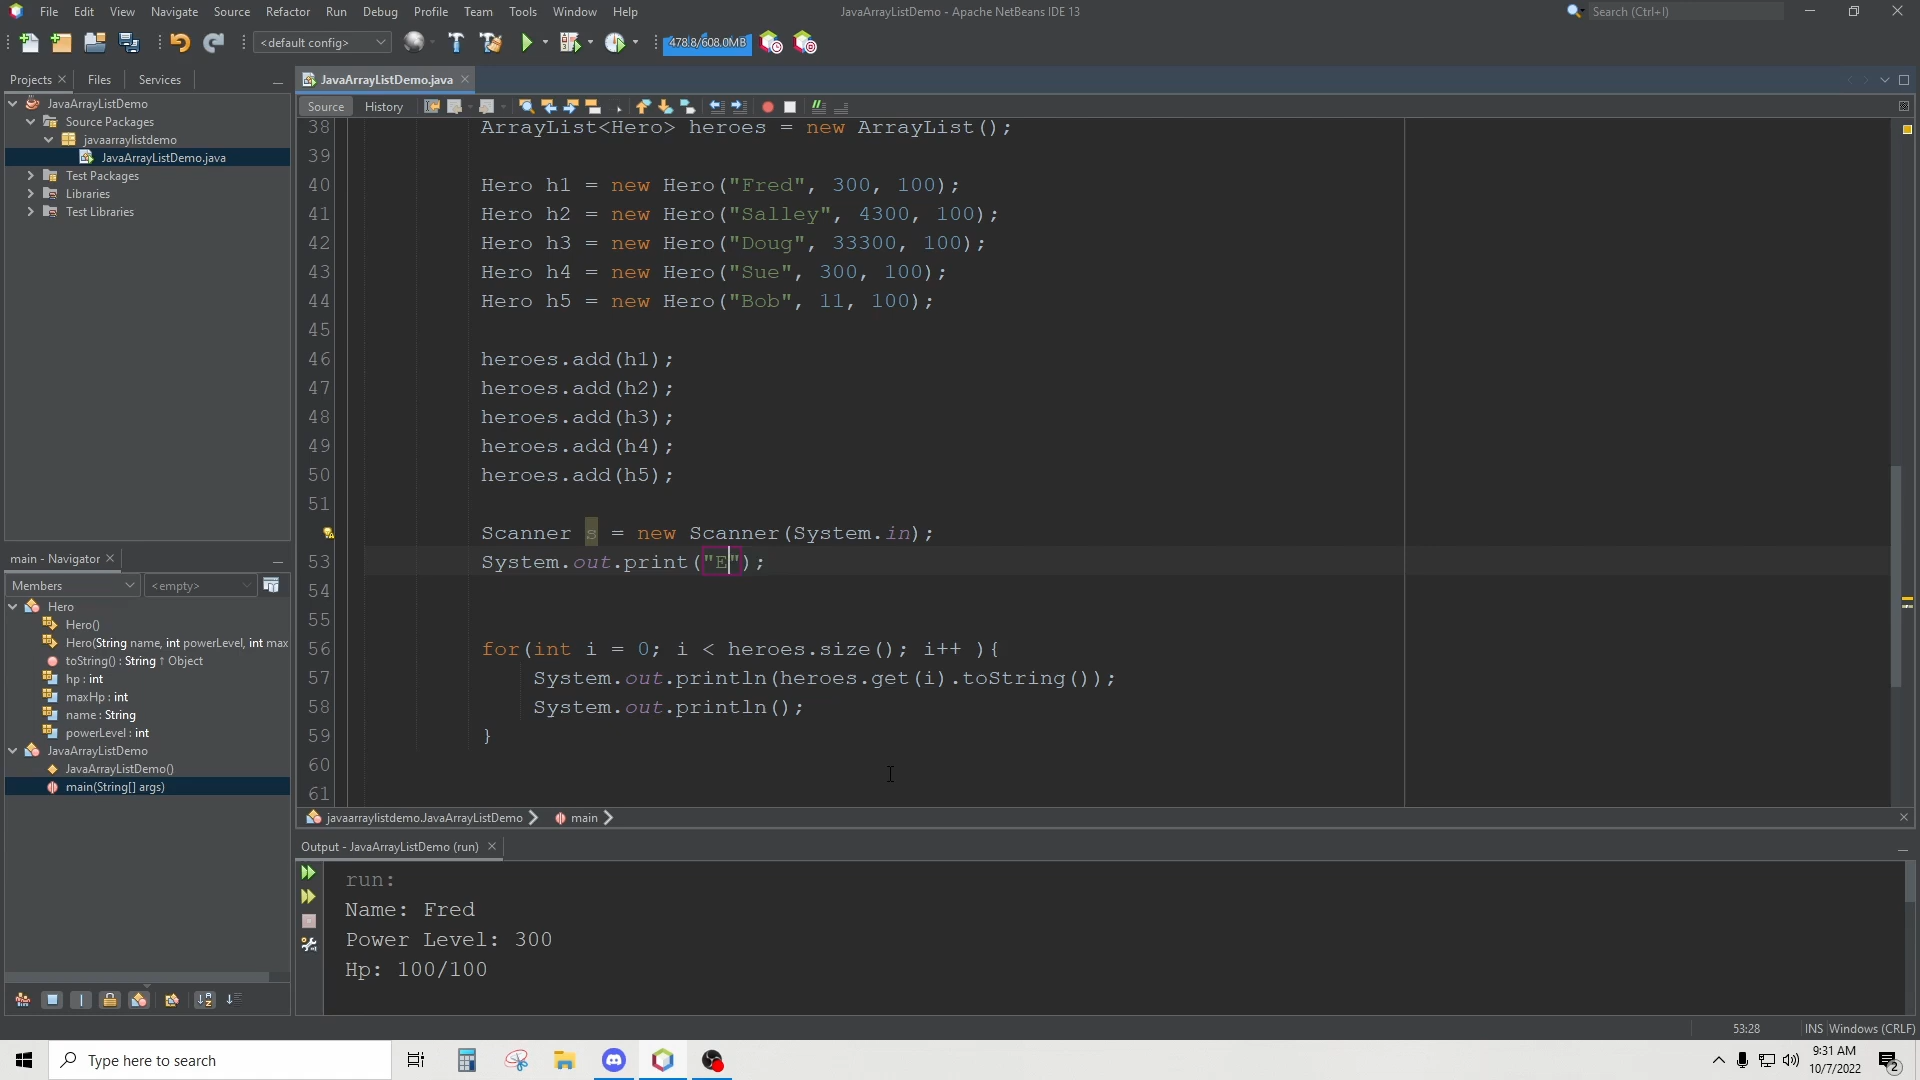 File Edit View Navigate Source Refactor Run Debug Profile Team Tools Window Help
JavaArrayListDemo - Apache NetBeans IDE 13
Search (Ctrl+I)
<default config>
478.8/608.0MB
Projects Files Services
JavaArrayListDemo.java
Source History
JavaArrayListDemo
Source Packages
javaarraylistdemo
JavaArrayListDemo.java
Test Packages
Libraries
Test Libraries
38 ArrayList<Hero> heroes = new ArrayList();
39
40 Hero h1 = new Hero("Fred", 300, 100);
41 Hero h2 = new Hero("Salley", 4300, 100);
42 Hero h3 = new Hero("Doug", 33300, 100);
43 Hero h4 = new Hero("Sue", 300, 100);
44 Hero h5 = new Hero("Bob", 11, 100);
45
46 heroes.add(h1);
47 heroes.add(h2);
48 heroes.add(h3);
49 heroes.add(h4);
50 heroes.add(h5);
51
Scanner s = new Scanner(System.in);
53 System.out.print("E");
54
55
56 for(int i = 0; i < heroes.size(); i++ ){
57 System.out.println(heroes.get(i).toString());
58 System.out.println();
59 }
60
61
main - Navigator
Members <empty>
Hero
Hero()
Hero(String name, int powerLevel, int max
toString() : String ↑ Object
hp : int
maxHp : int
name : String
powerLevel : int
JavaArrayListDemo
JavaArrayListDemo()
main(String[] args)
javaarraylistdemo.JavaArrayListDemo main
Output - JavaArrayListDemo (run)
run:
Name: Fred
Power Level: 300
Hp: 100/100
53:28 INS Windows (CRLF)
Type here to search
9:31 AM
10/7/2022
2